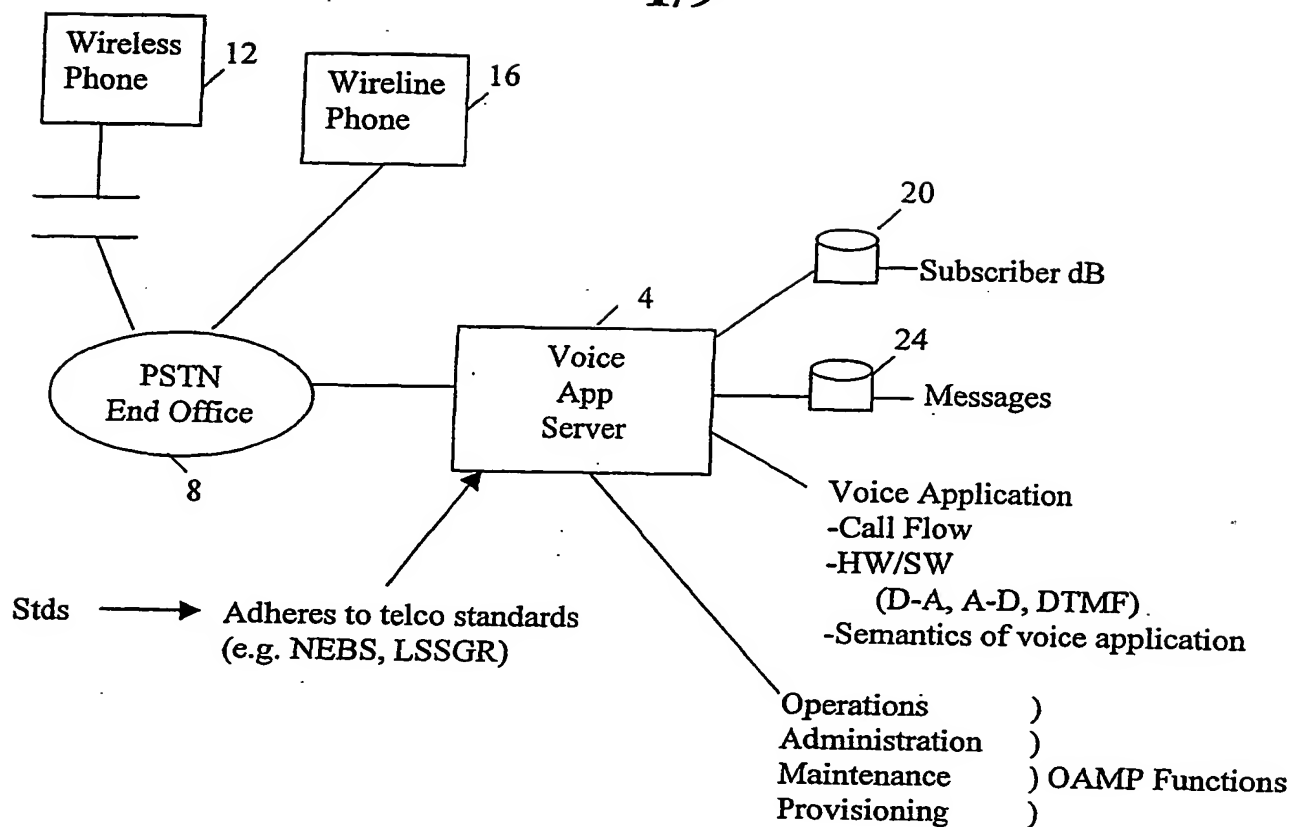 Wireless
Phone
12
Wireline
Phone
16
20
Subscriber dB
4
Voice
App
Server
24
Messages
PSTN
End Office
8
Voice Application
-Call Flow
-HW/SW
(D-A, A-D, DTMF)
-Semantics of voice application
Stds
Adheres to telco standards
(e.g. NEBS, LSSGR)
Operations )
Administration )
Maintenance ) OAMP Functions
Provisioning )